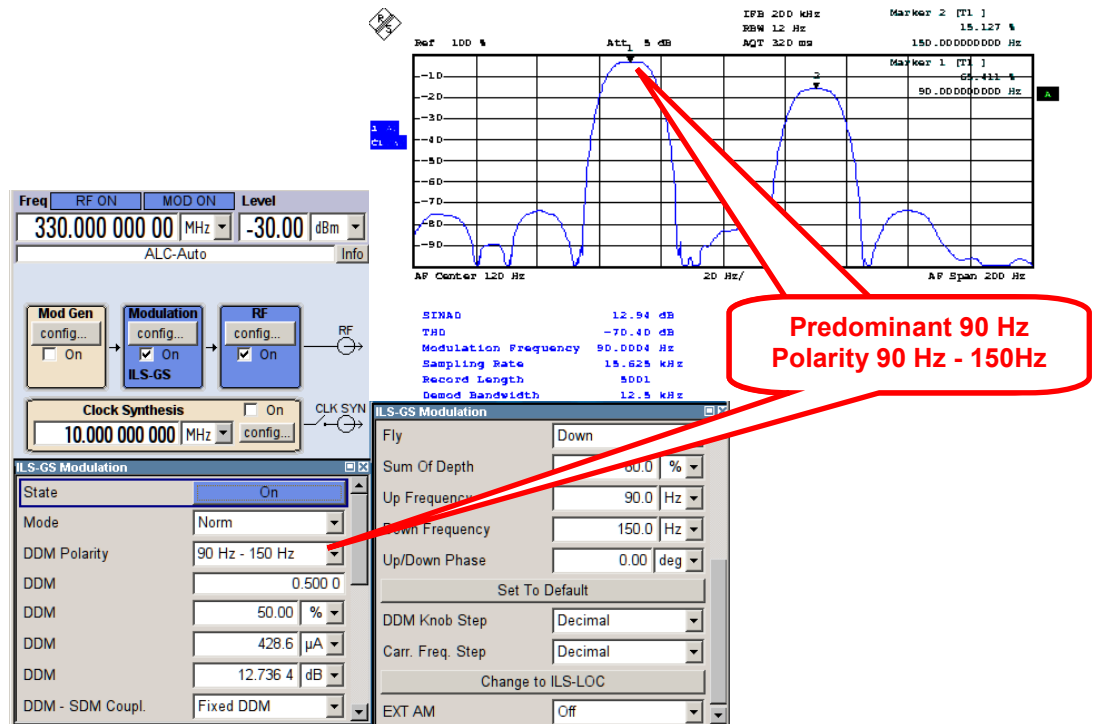 IFB 200 kHz
RBW 12 Hz
Ref 100 %
Att 5 dB
AQT 320 ms
Marker 2 [T1 ]
15.127 %
150.000000000 Hz
Marker 1 [T1 ]
65.411 %
90.000000000 Hz
1
2
A
-10
-20
-30
-40
-50
-60
-70
-80
-90
AF Center 120 Hz
20 Hz/
AF Span 200 Hz
SINAD 12.94 dB
THD -70.40 dB
Modulation Frequency 90.0004 Hz
Sampling Rate 15.625 kHz
Record Length 5001
Demod Bandwidth 12.5 kHz
Predominant 90 Hz
Polarity 90 Hz - 150Hz
Freq RF ON MOD ON Level
330.000 000 00 MHz -30.00 dBm
ALC-Auto Info
Mod Gen
config...
On
Modulation
config...
On
ILS-GS
RF
config...
On
RF
Clock Synthesis On
10.000 000 000 MHz config...
CLK SYN
ILS-GS Modulation
State On
Mode Norm
DDM Polarity 90 Hz - 150 Hz
DDM 0.500 0
DDM 50.00 %
DDM 428.6 µA
DDM 12.736 4 dB
DDM - SDM Coupl. Fixed DDM
ILS-GS Modulation
Fly Down
Sum Of Depth 80.0 %
Up Frequency 90.0 Hz
Down Frequency 150.0 Hz
Up/Down Phase 0.00 deg
Set To Default
DDM Knob Step Decimal
Carr. Freq. Step Decimal
Change to ILS-LOC
EXT AM Off